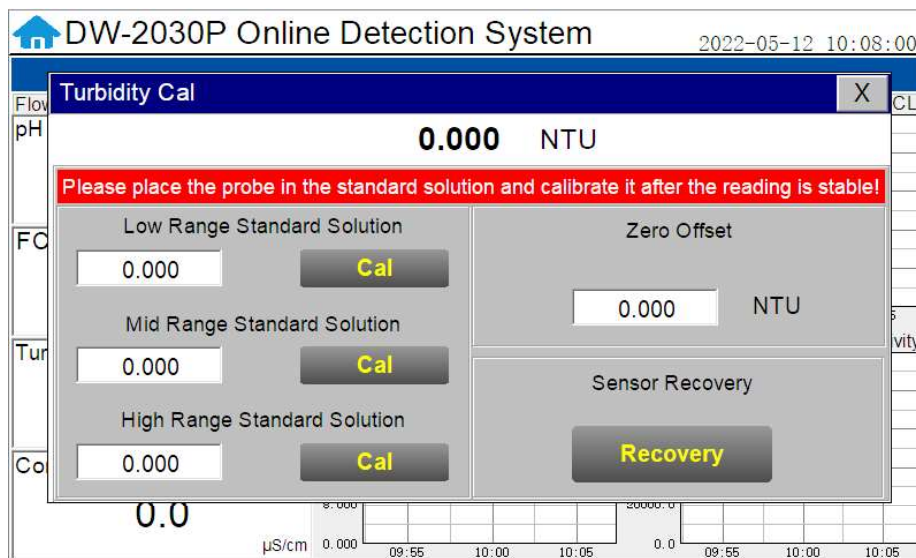 DW-2030P Online Detection System
2022-05-12 10:08:00
Turbidity Cal X
Flow
CL
pH
0.000 NTU
Please place the probe in the standard solution and calibrate it after the reading is stable!
Low Range Standard Solution
0.000 Cal
Zero Offset
FC
0.000 NTU
Mid Range Standard Solution
0.000 Cal
Tur
vity
Sensor Recovery
High Range Standard Solution
0.000 Cal
Recovery
Co
0.0
µS/cm
20000.0
0.000
09:55 10:00 10:05
0.0
09:55 10:00 10:05